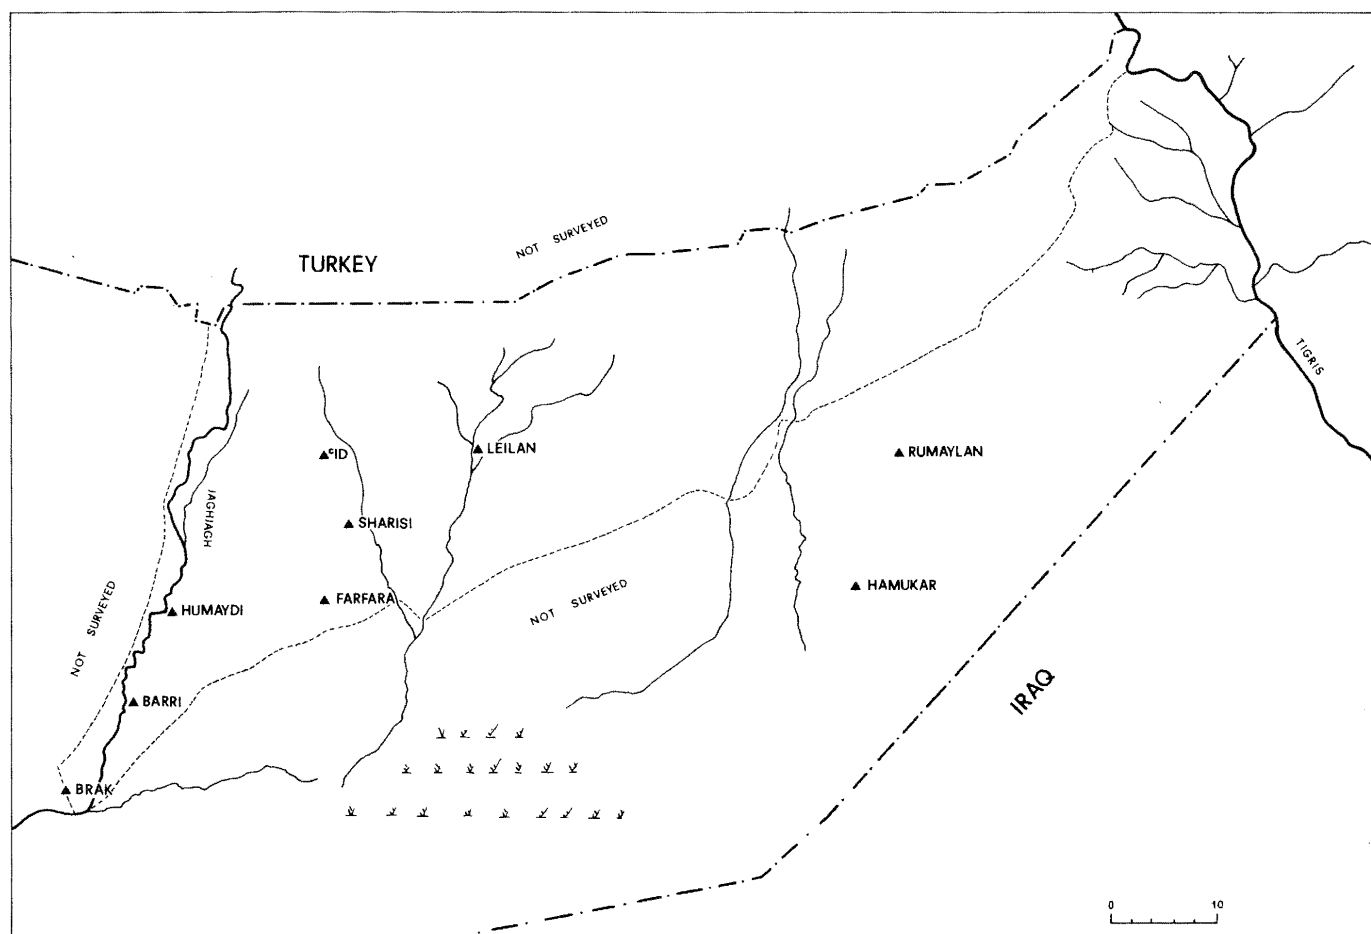 NOT SURVEYED
TURKEY
TIGRIS
LEILAN
ᶜID
RUMAYLAN
JAGHJAGH
SHARISI
HAMUKAR
NOT SURVEYED
FARFARA
HUMAYDI
NOT SURVEYED
IRAQ
BARRI
BRAK
0 10